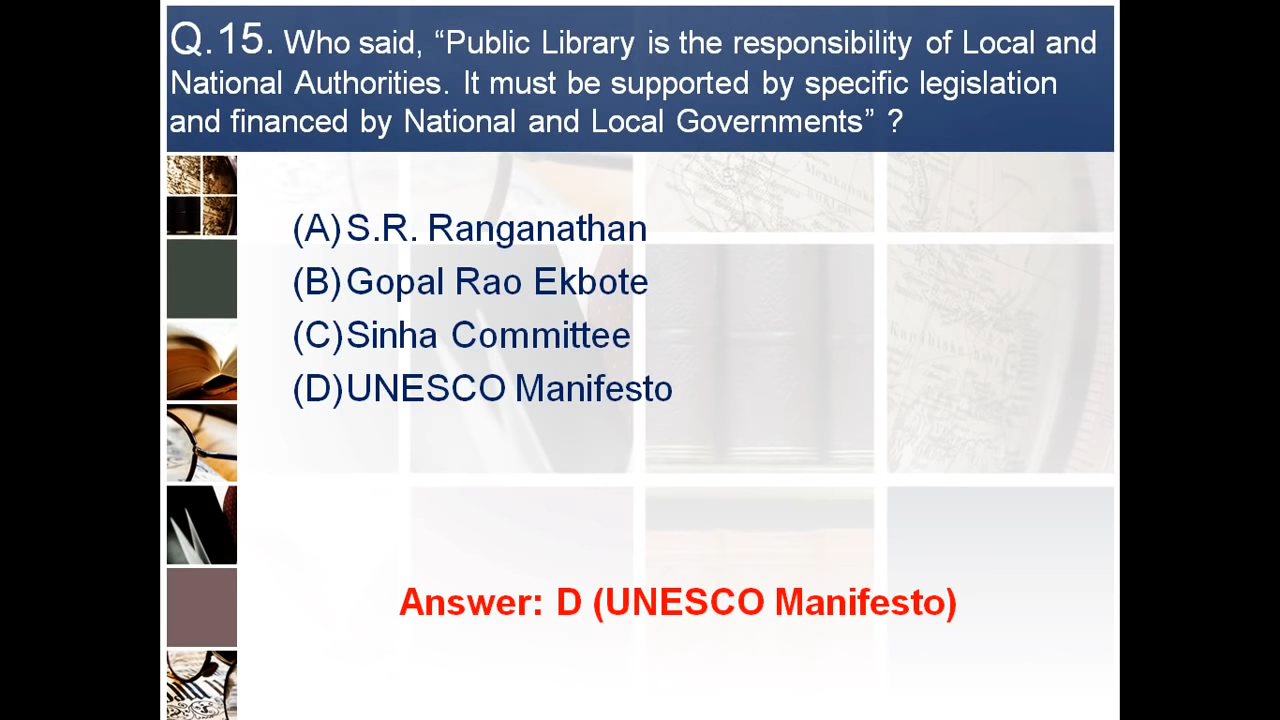 Q.15. Who said, “Public Library is the responsibility of Local and
National Authorities. It must be supported by specific legislation
and financed by National and Local Governments” ?
(A) S.R. Ranganathan
(B) Gopal Rao Ekbote
(C) Sinha Committee
(D) UNESCO Manifesto
Answer: D (UNESCO Manifesto)